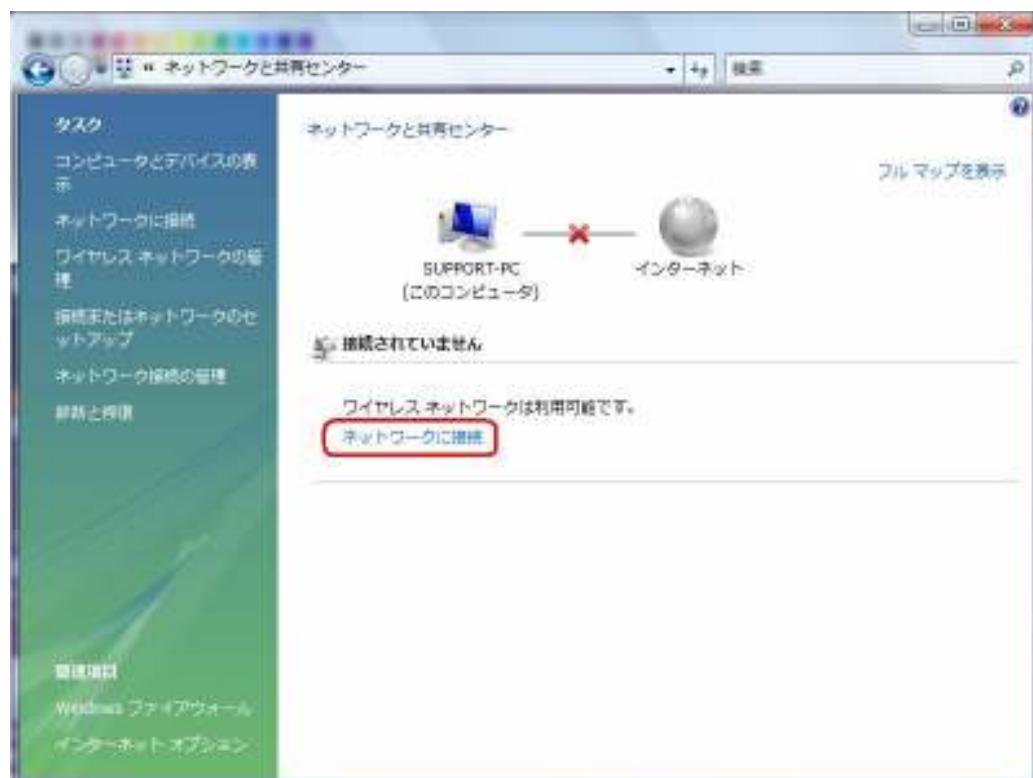 ネットワークと共有センター
検索
タスク
コンピュータとデバイスの表
示
ネットワークに接続
ワイヤレス ネットワークの管
理
接続またはネットワークのセ
ットアップ
ネットワーク接続の管理
診断と修復
ネットワークと共有センター
フル マップを表示
SUPPORT-PC
(このコンピュータ)
インターネット
接続されていません
ワイヤレス ネットワークは利用可能です。
ネットワークに接続
関連項目
Windows ファイアウォール
インターネット オプション